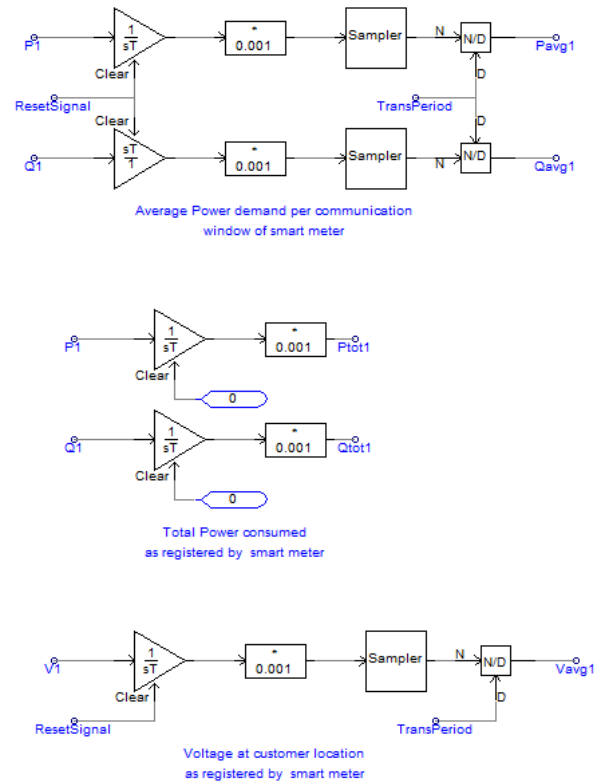 P1
1
sT
Clear
*
0.001
Sampler
N
N/D
Pavg1
ResetSignal
TransPeriod
D
Clear
D
Q1
sT
1
*
0.001
Sampler
N
N/D
Qavg1
Average Power demand per communication
window of smart meter
P1
1
sT
Clear
*
0.001
Ptot1
0
Q1
1
sT
Clear
*
0.001
Qtot1
0
Total Power consumed
as registered by smart meter
V1
1
sT
Clear
*
0.001
Sampler
N
N/D
Vavg1
D
ResetSignal
TransPeriod
Voltage at customer location
as registered by smart meter